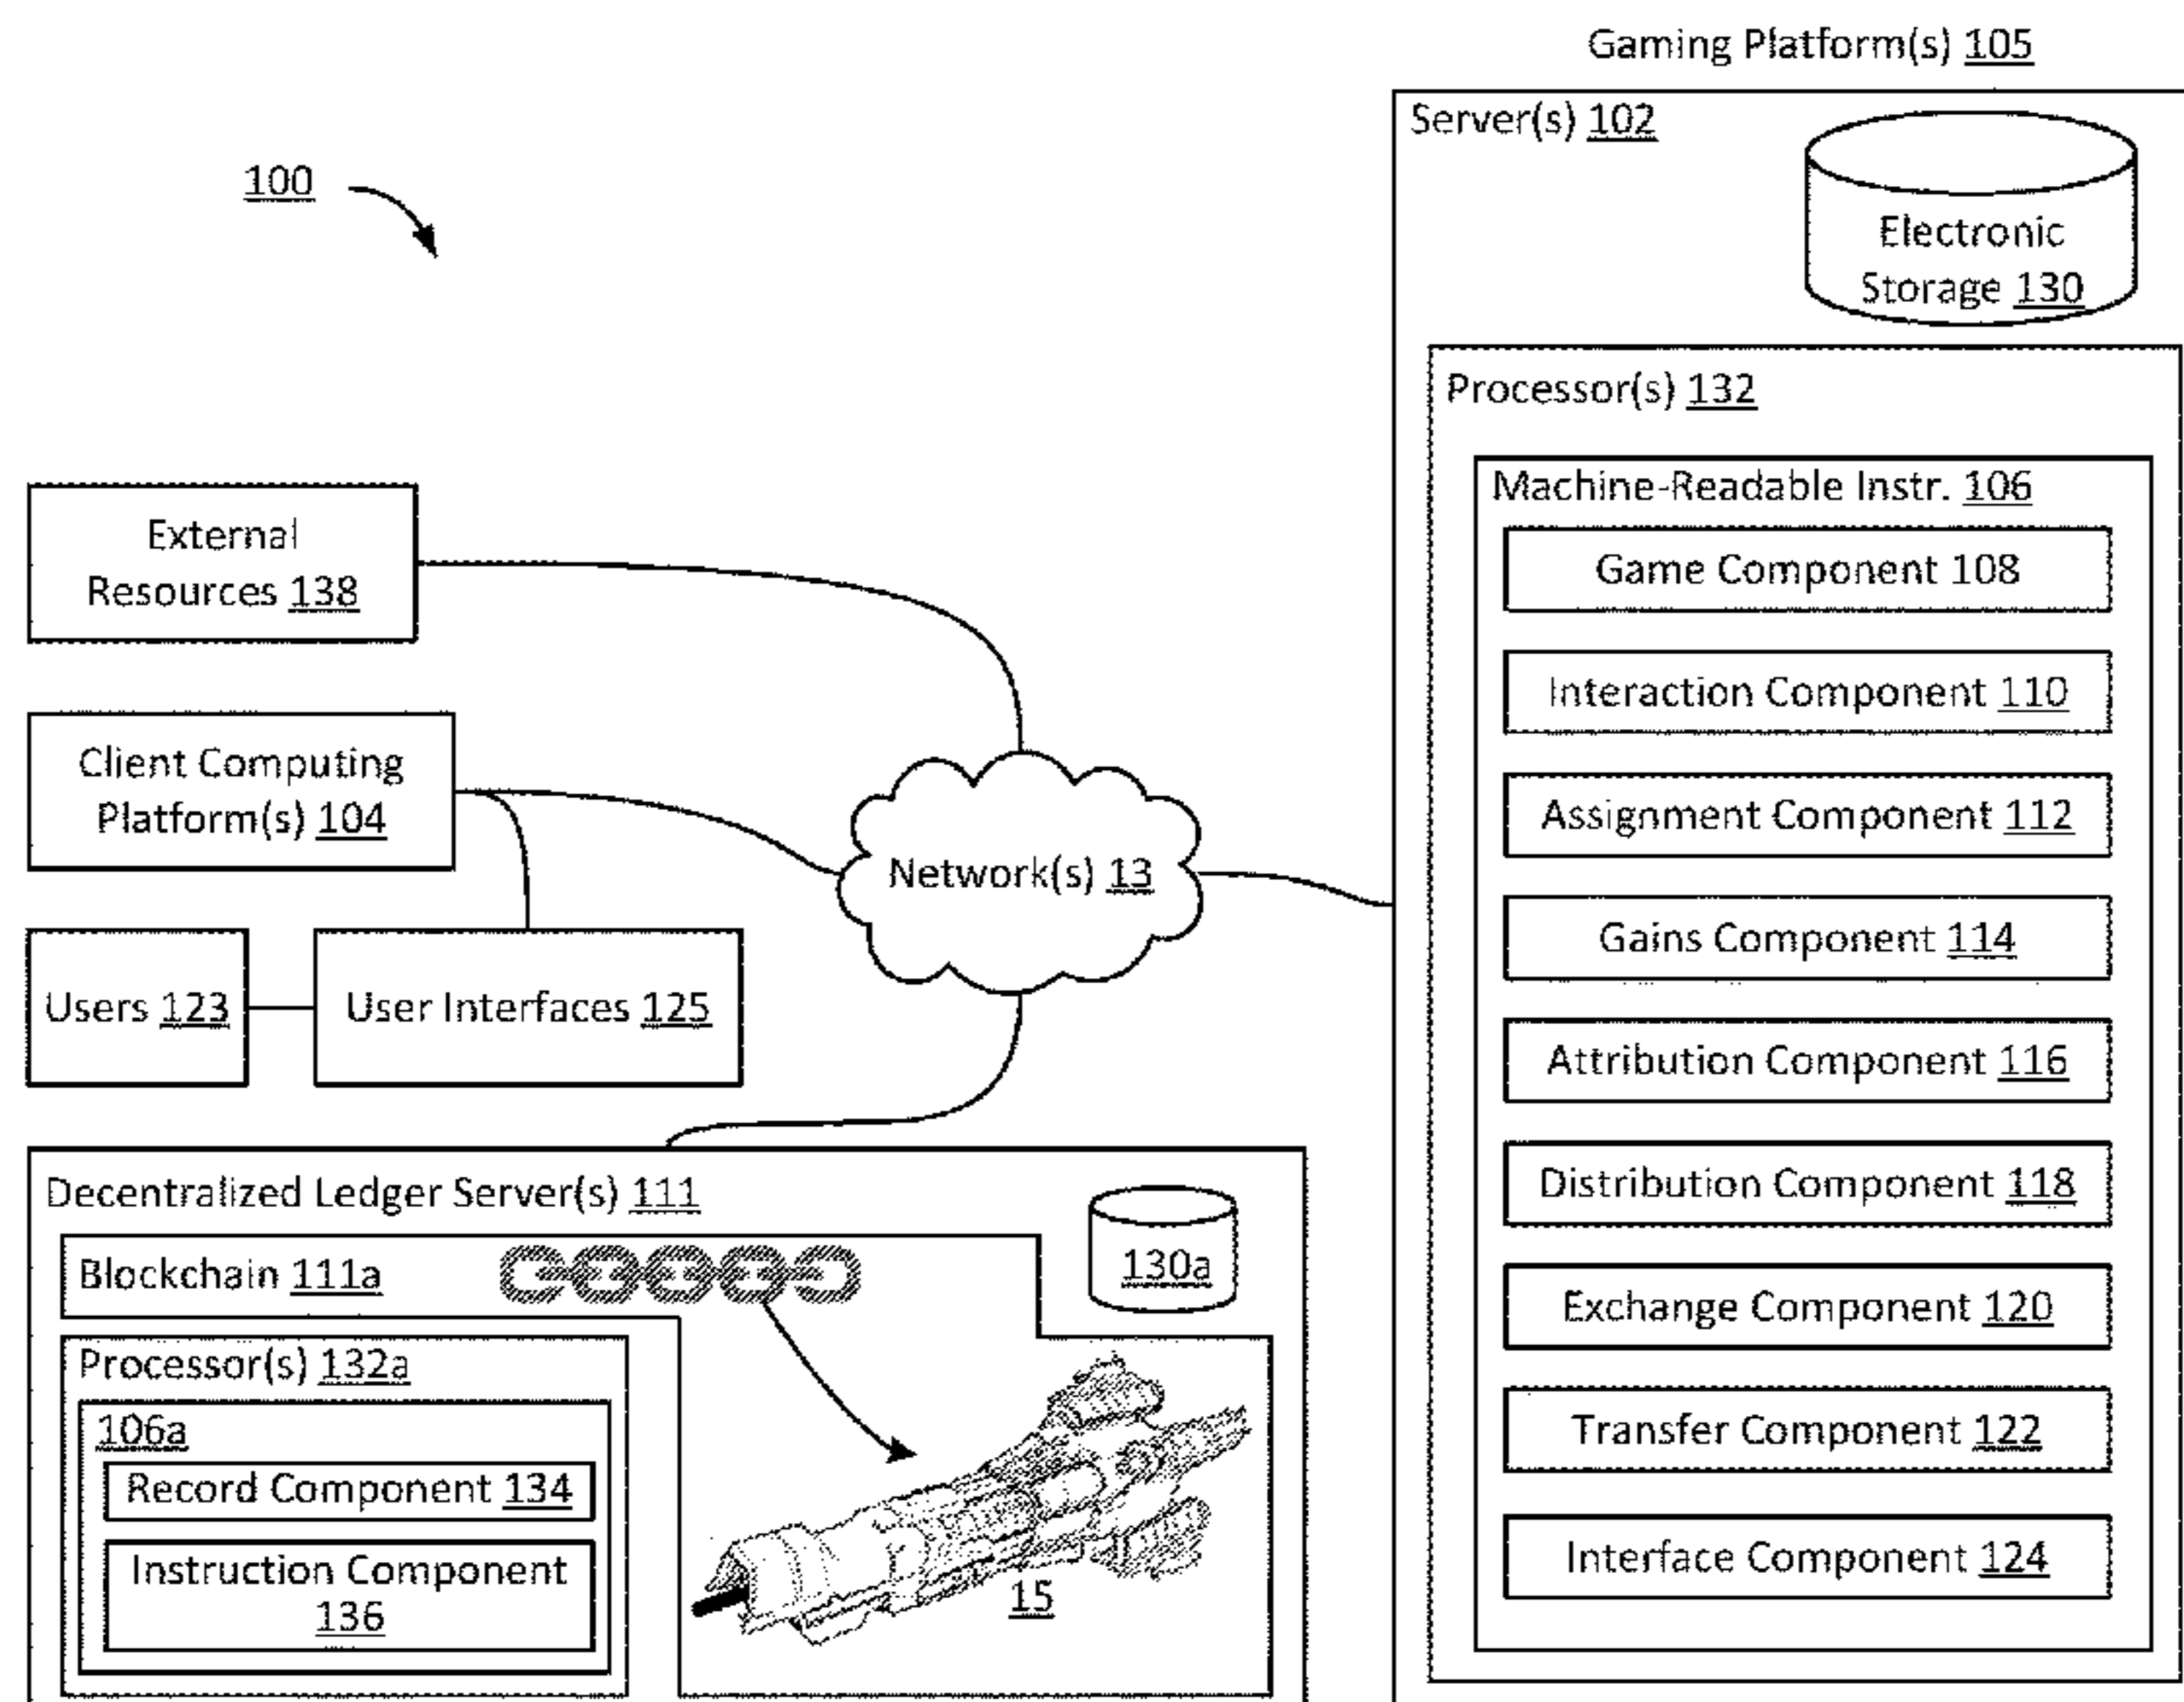 Gaming Platform(s) 105
Server(s) 102
100
Electronic
Storage 130
Processor(s) 132
Machine-Readable Instr. 106
External
Resources 138
Game Component 108
Interaction Component 110
Client Computing
Platform(s) 104
Assignment Component 112
Network(s) 13
Gains Component 114
Users 123
User Interfaces 125
Attribution Component 116
Decentralized Ledger Server(s) 111
Distribution Component 118
Blockchain 111a
130a
Exchange Component 120
Processor(s) 132a
106a
Transfer Component 122
Record Component 134
Instruction Component
136
15
Interface Component 124